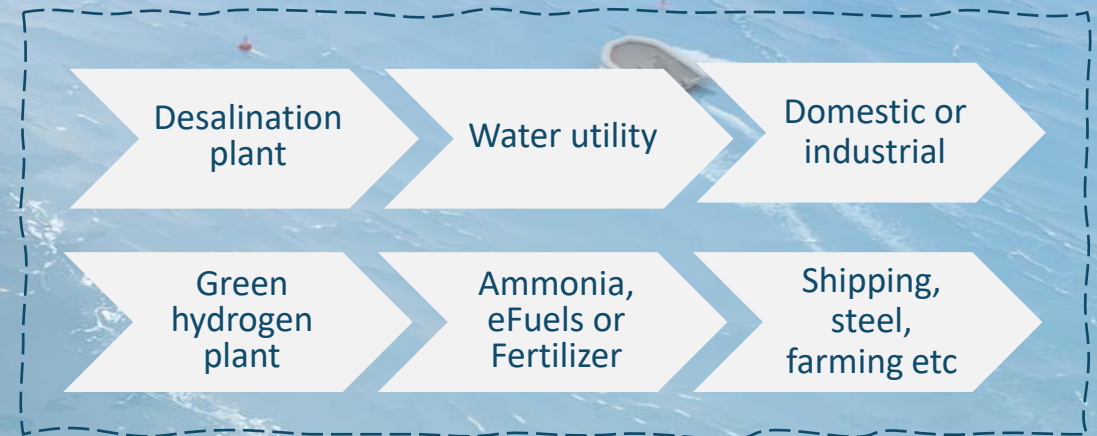 Desalination
plant
Water utility
Domestic or
industrial
Green
hydrogen
plant
Ammonia,
eFuels or
Fertilizer
Shipping,
steel,
farming etc